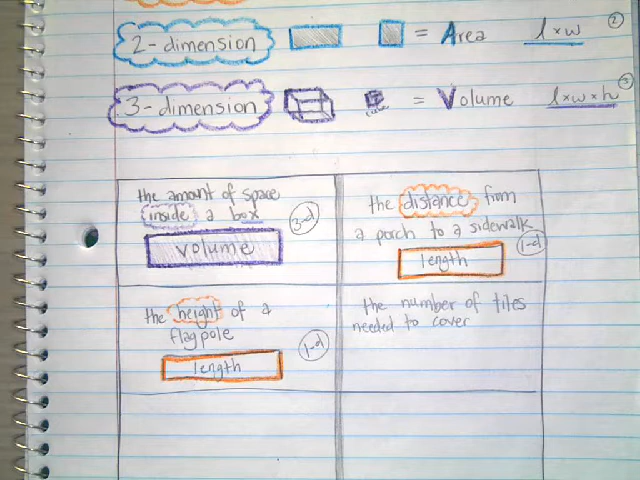 2-dimension = Area l×w ②
3-dimension = Volume l×w×h ③
the amount of space
inside a box
3-d
volume
the distance from
a porch to a sidewalk
1-d
length
the height of a
flagpole
1-d
length
the number of tiles
needed to cover